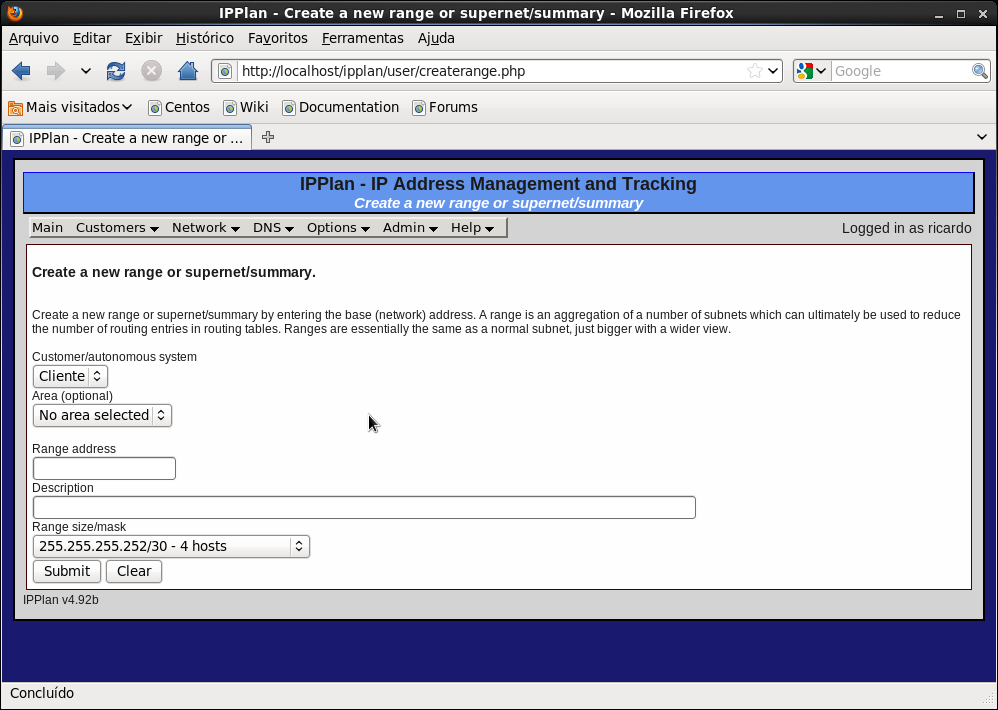 IPPlan - Create a new range or supernet/summary - Mozilla Firefox
Arquivo Editar Exibir Histórico Favoritos Ferramentas Ajuda
http://localhost/ipplan/user/createrange.php Google
Mais visitados Centos Wiki Documentation Forums
IPPlan - Create a new range or ...
IPPlan - IP Address Management and Tracking
Create a new range or supernet/summary
Main Customers Network DNS Options Admin Help Logged in as ricardo
Create a new range or supernet/summary.
Create a new range or supernet/summary by entering the base (network) address. A range is an aggregation of a number of subnets which can ultimately be used to reduce
the number of routing entries in routing tables. Ranges are essentially the same as a normal subnet, just bigger with a wider view.
Customer/autonomous system
Cliente
Area (optional)
No area selected
Range address
Description
Range size/mask
255.255.255.252/30 - 4 hosts
Submit Clear
IPPlan v4.92b
Concluído